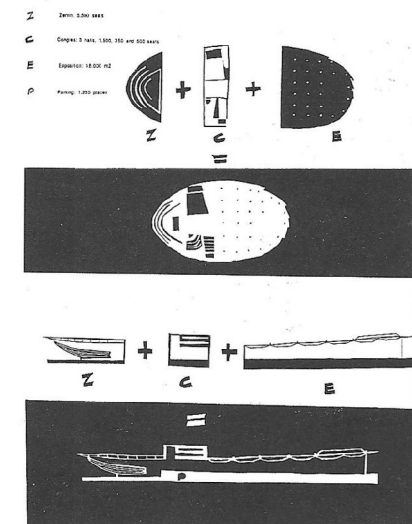 Z Zenith: 5,500 seats
C Congres: 3 halls, 1,500, 350 and 500 seats
E Exposition: 18,000 m2
P Parking: 1,230 places
+ +
Z C E
=
+ +
Z C E
=
P